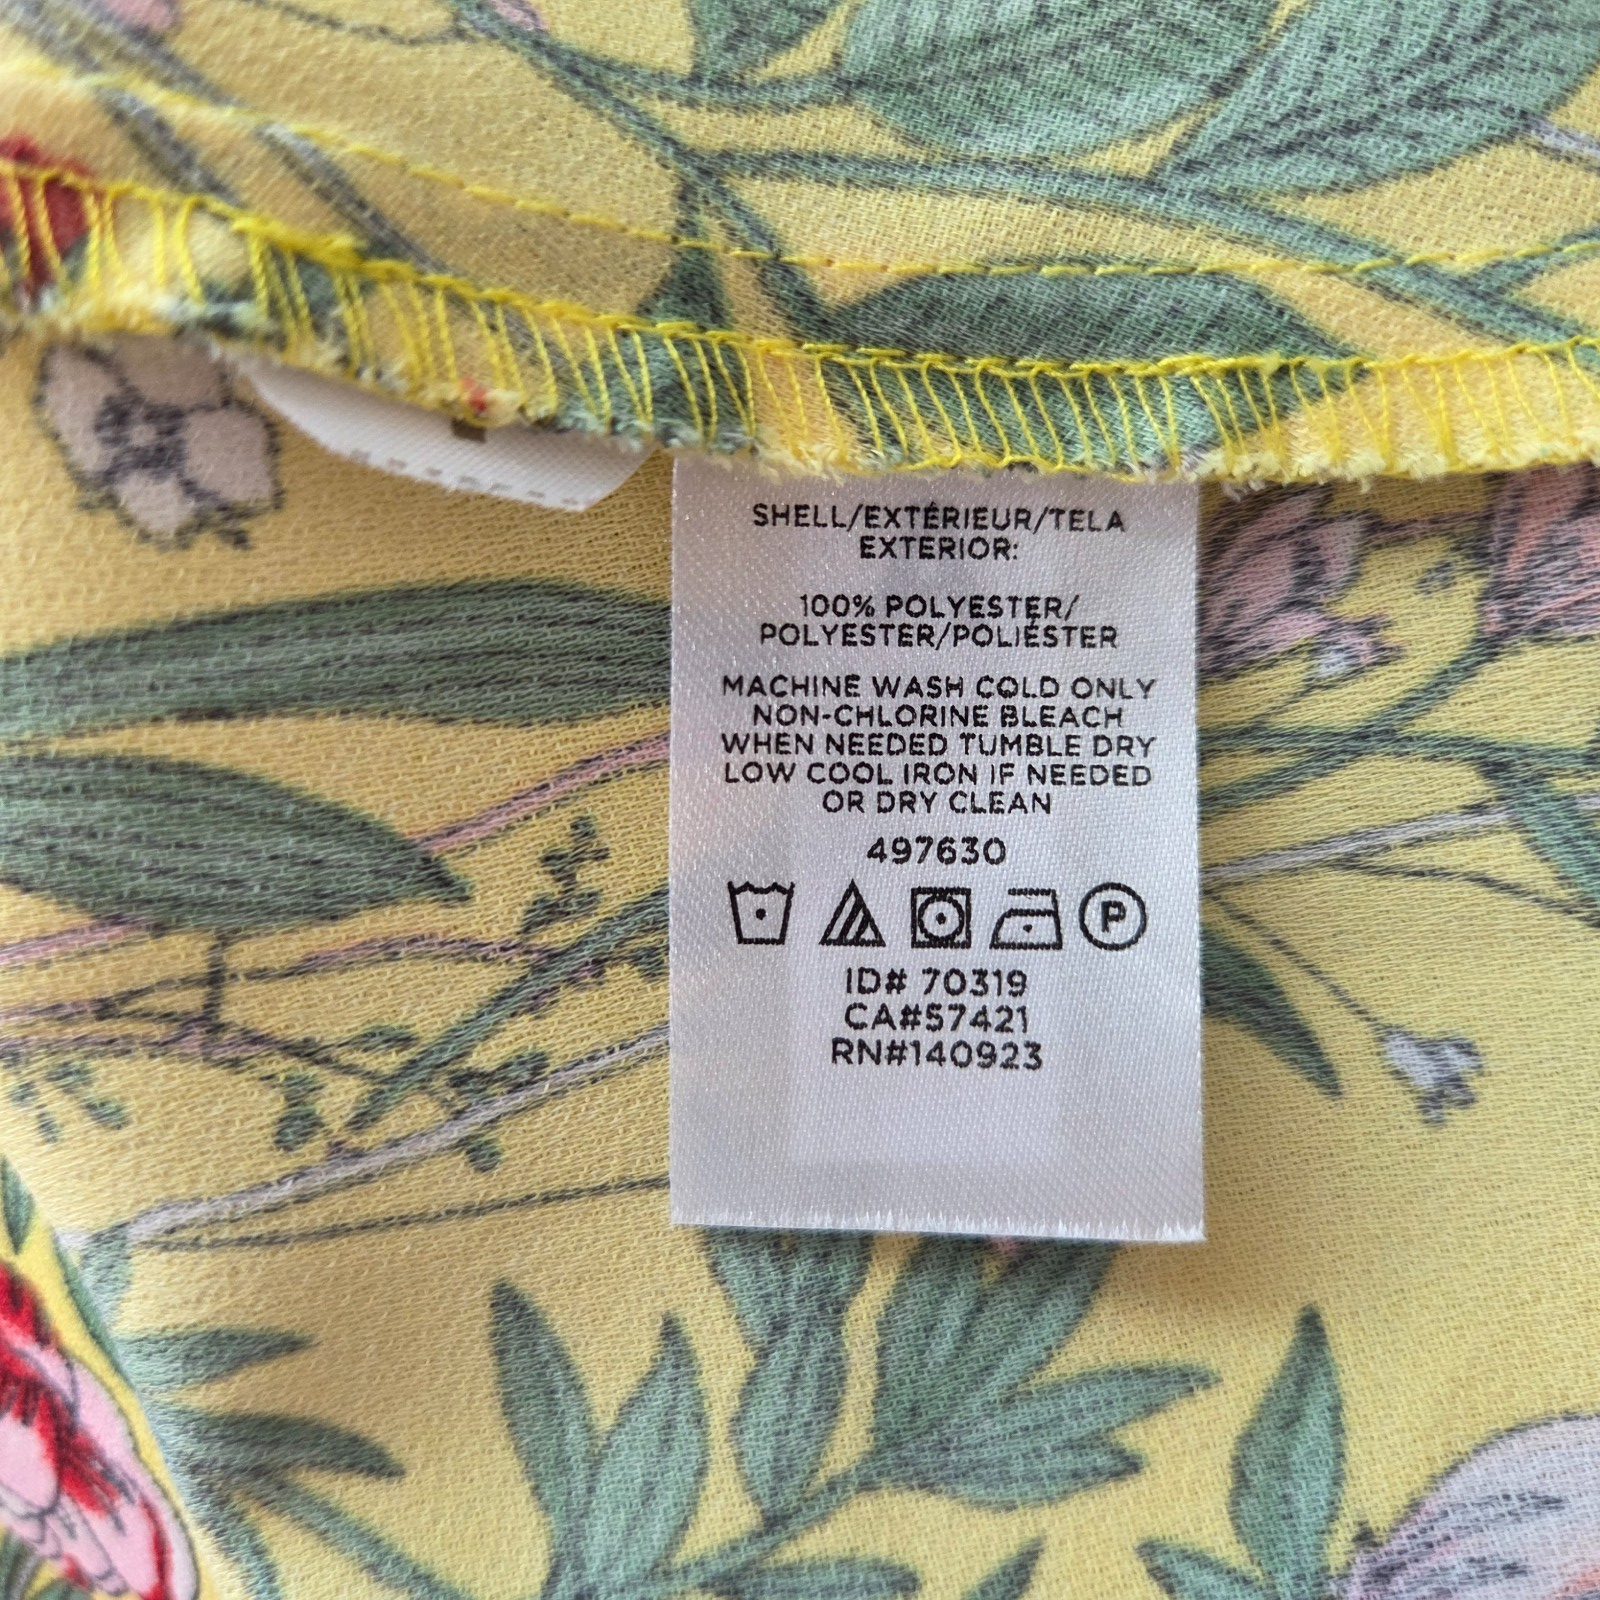 SHELL/EXTÉRIEUR/TELA
EXTERIOR:
100% POLYESTER/
POLYESTER/POLIÉSTER
MACHINE WASH COLD ONLY
NON-CHLORINE BLEACH
WHEN NEEDED TUMBLE DRY
LOW COOL IRON IF NEEDED
OR DRY CLEAN
497630
P
ID# 70319
CA#57421
RN#140923